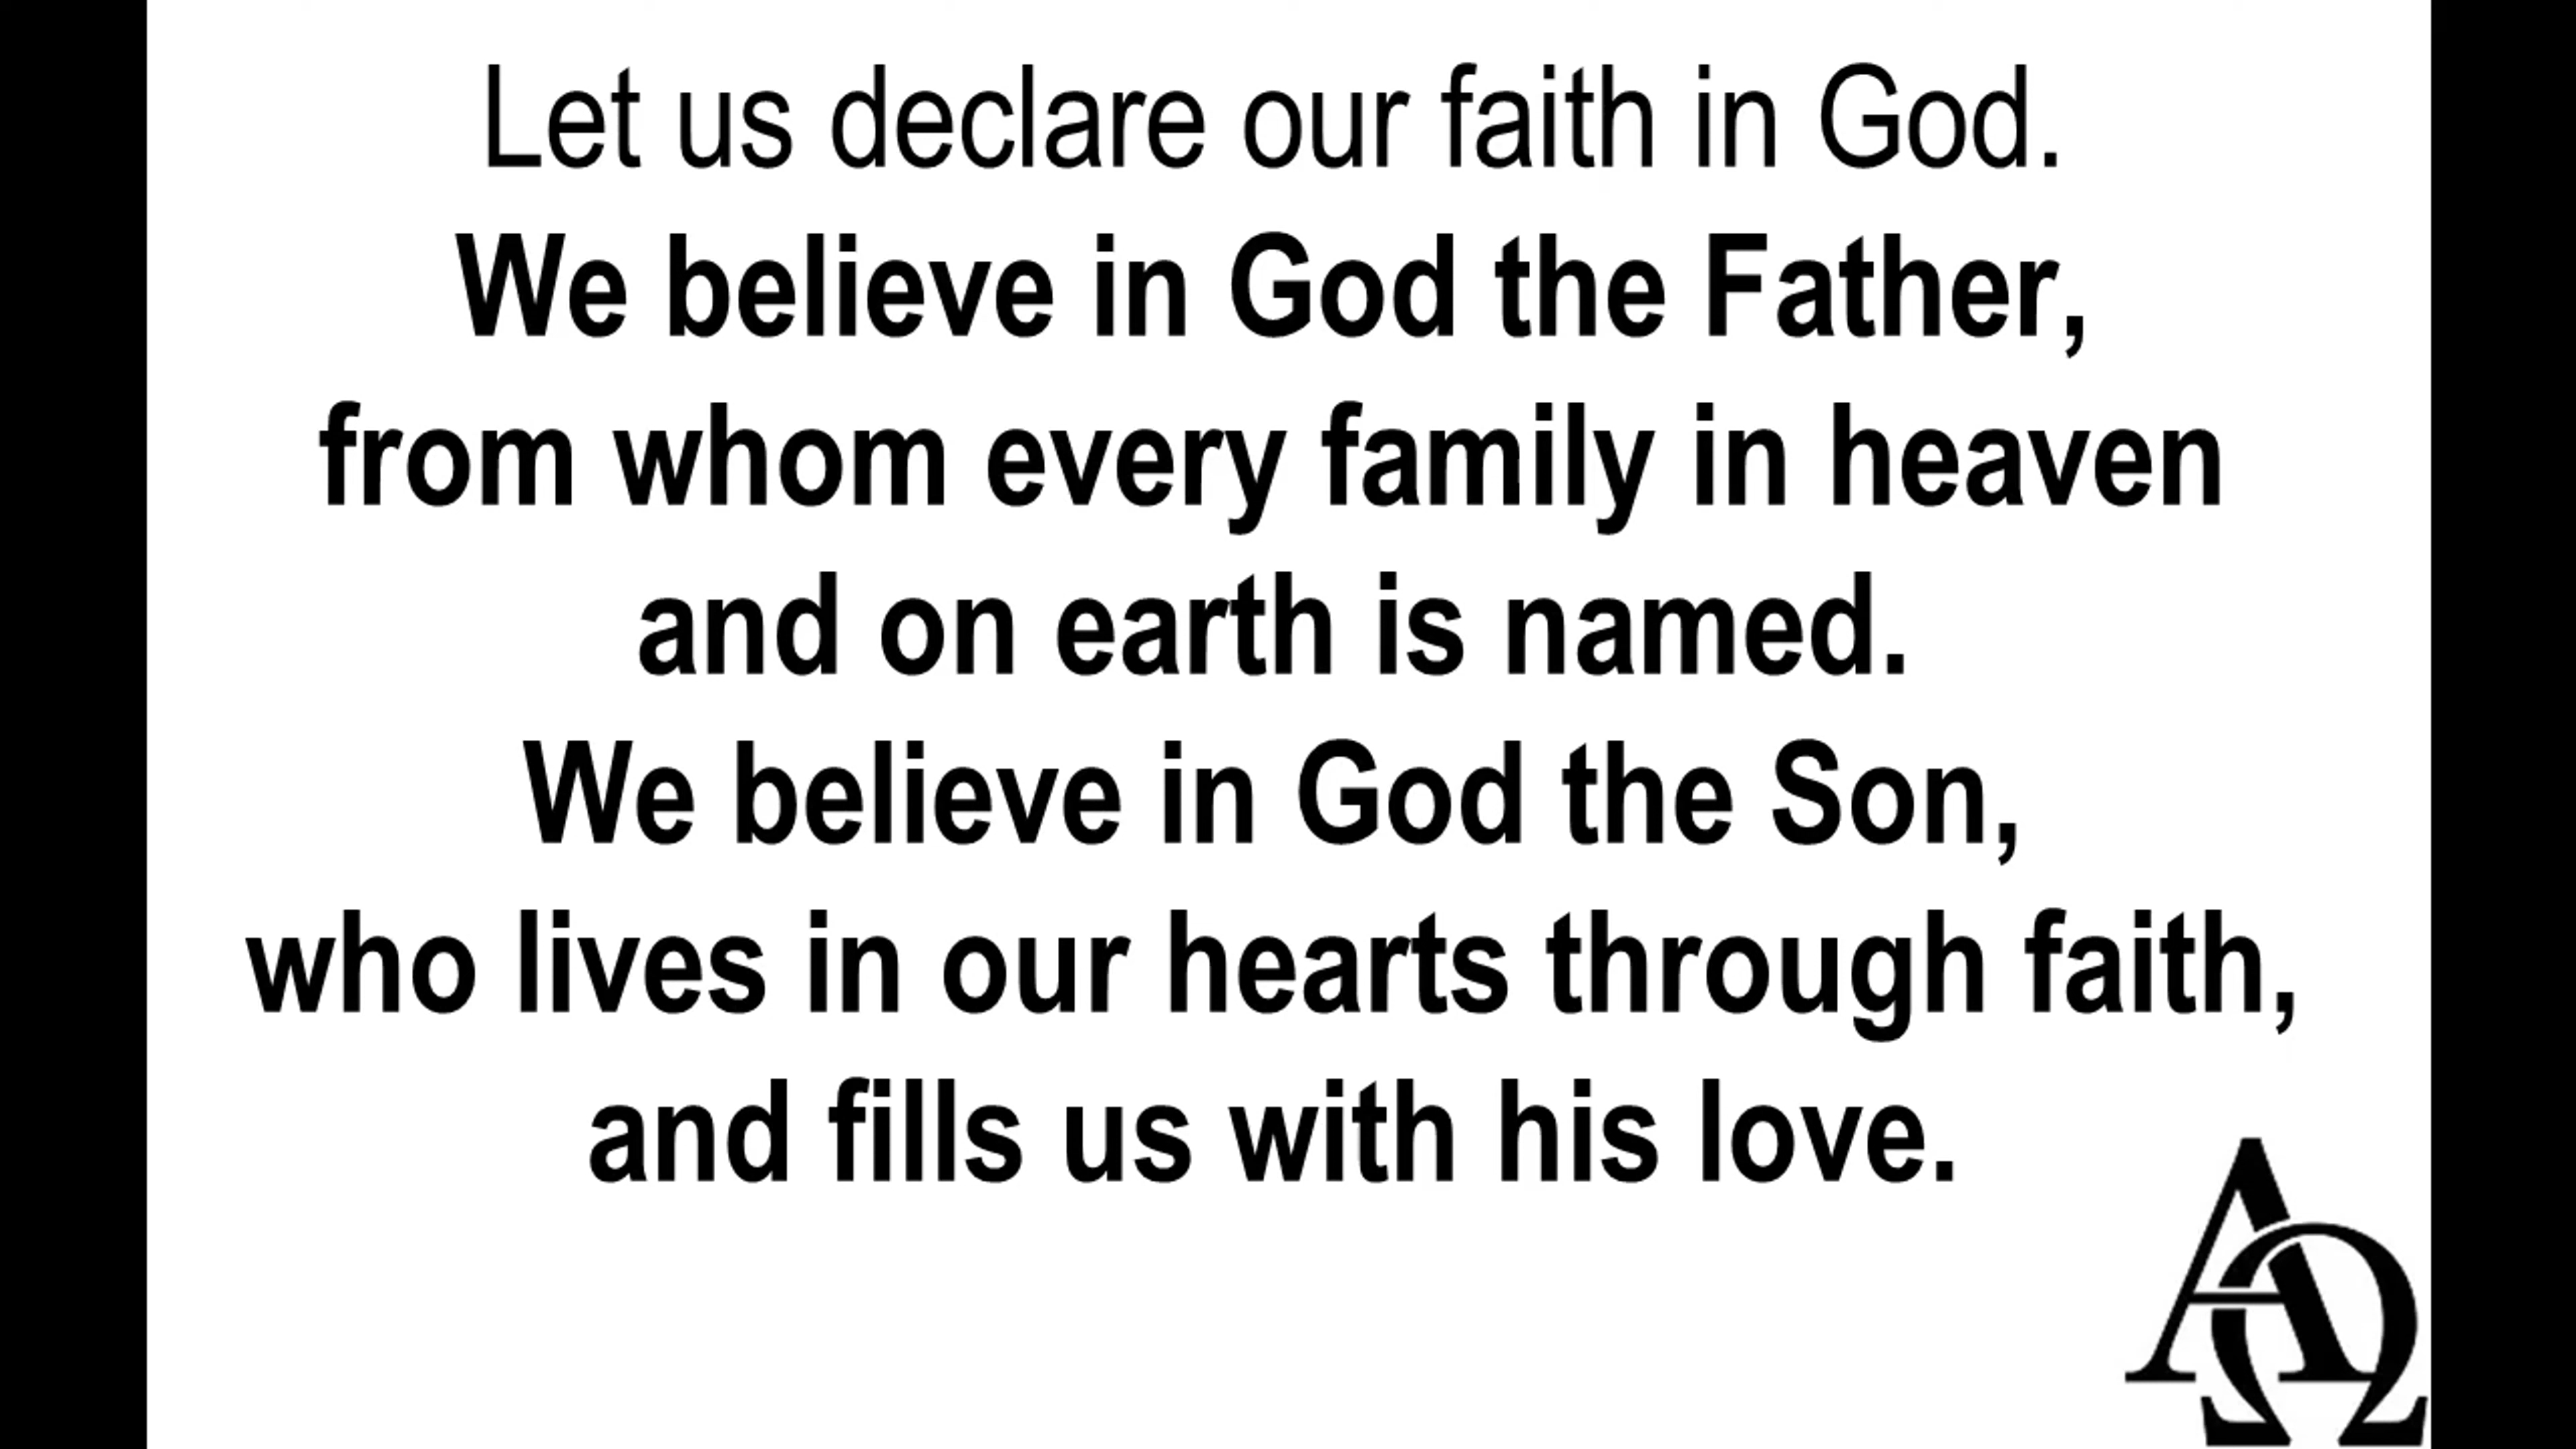 Let us declare our faith in God.
We believe in God the Father,
from whom every family in heaven
and on earth is named.
We believe in God the Son,
who lives in our hearts through faith,
and fills us with his love.
ΑΩ